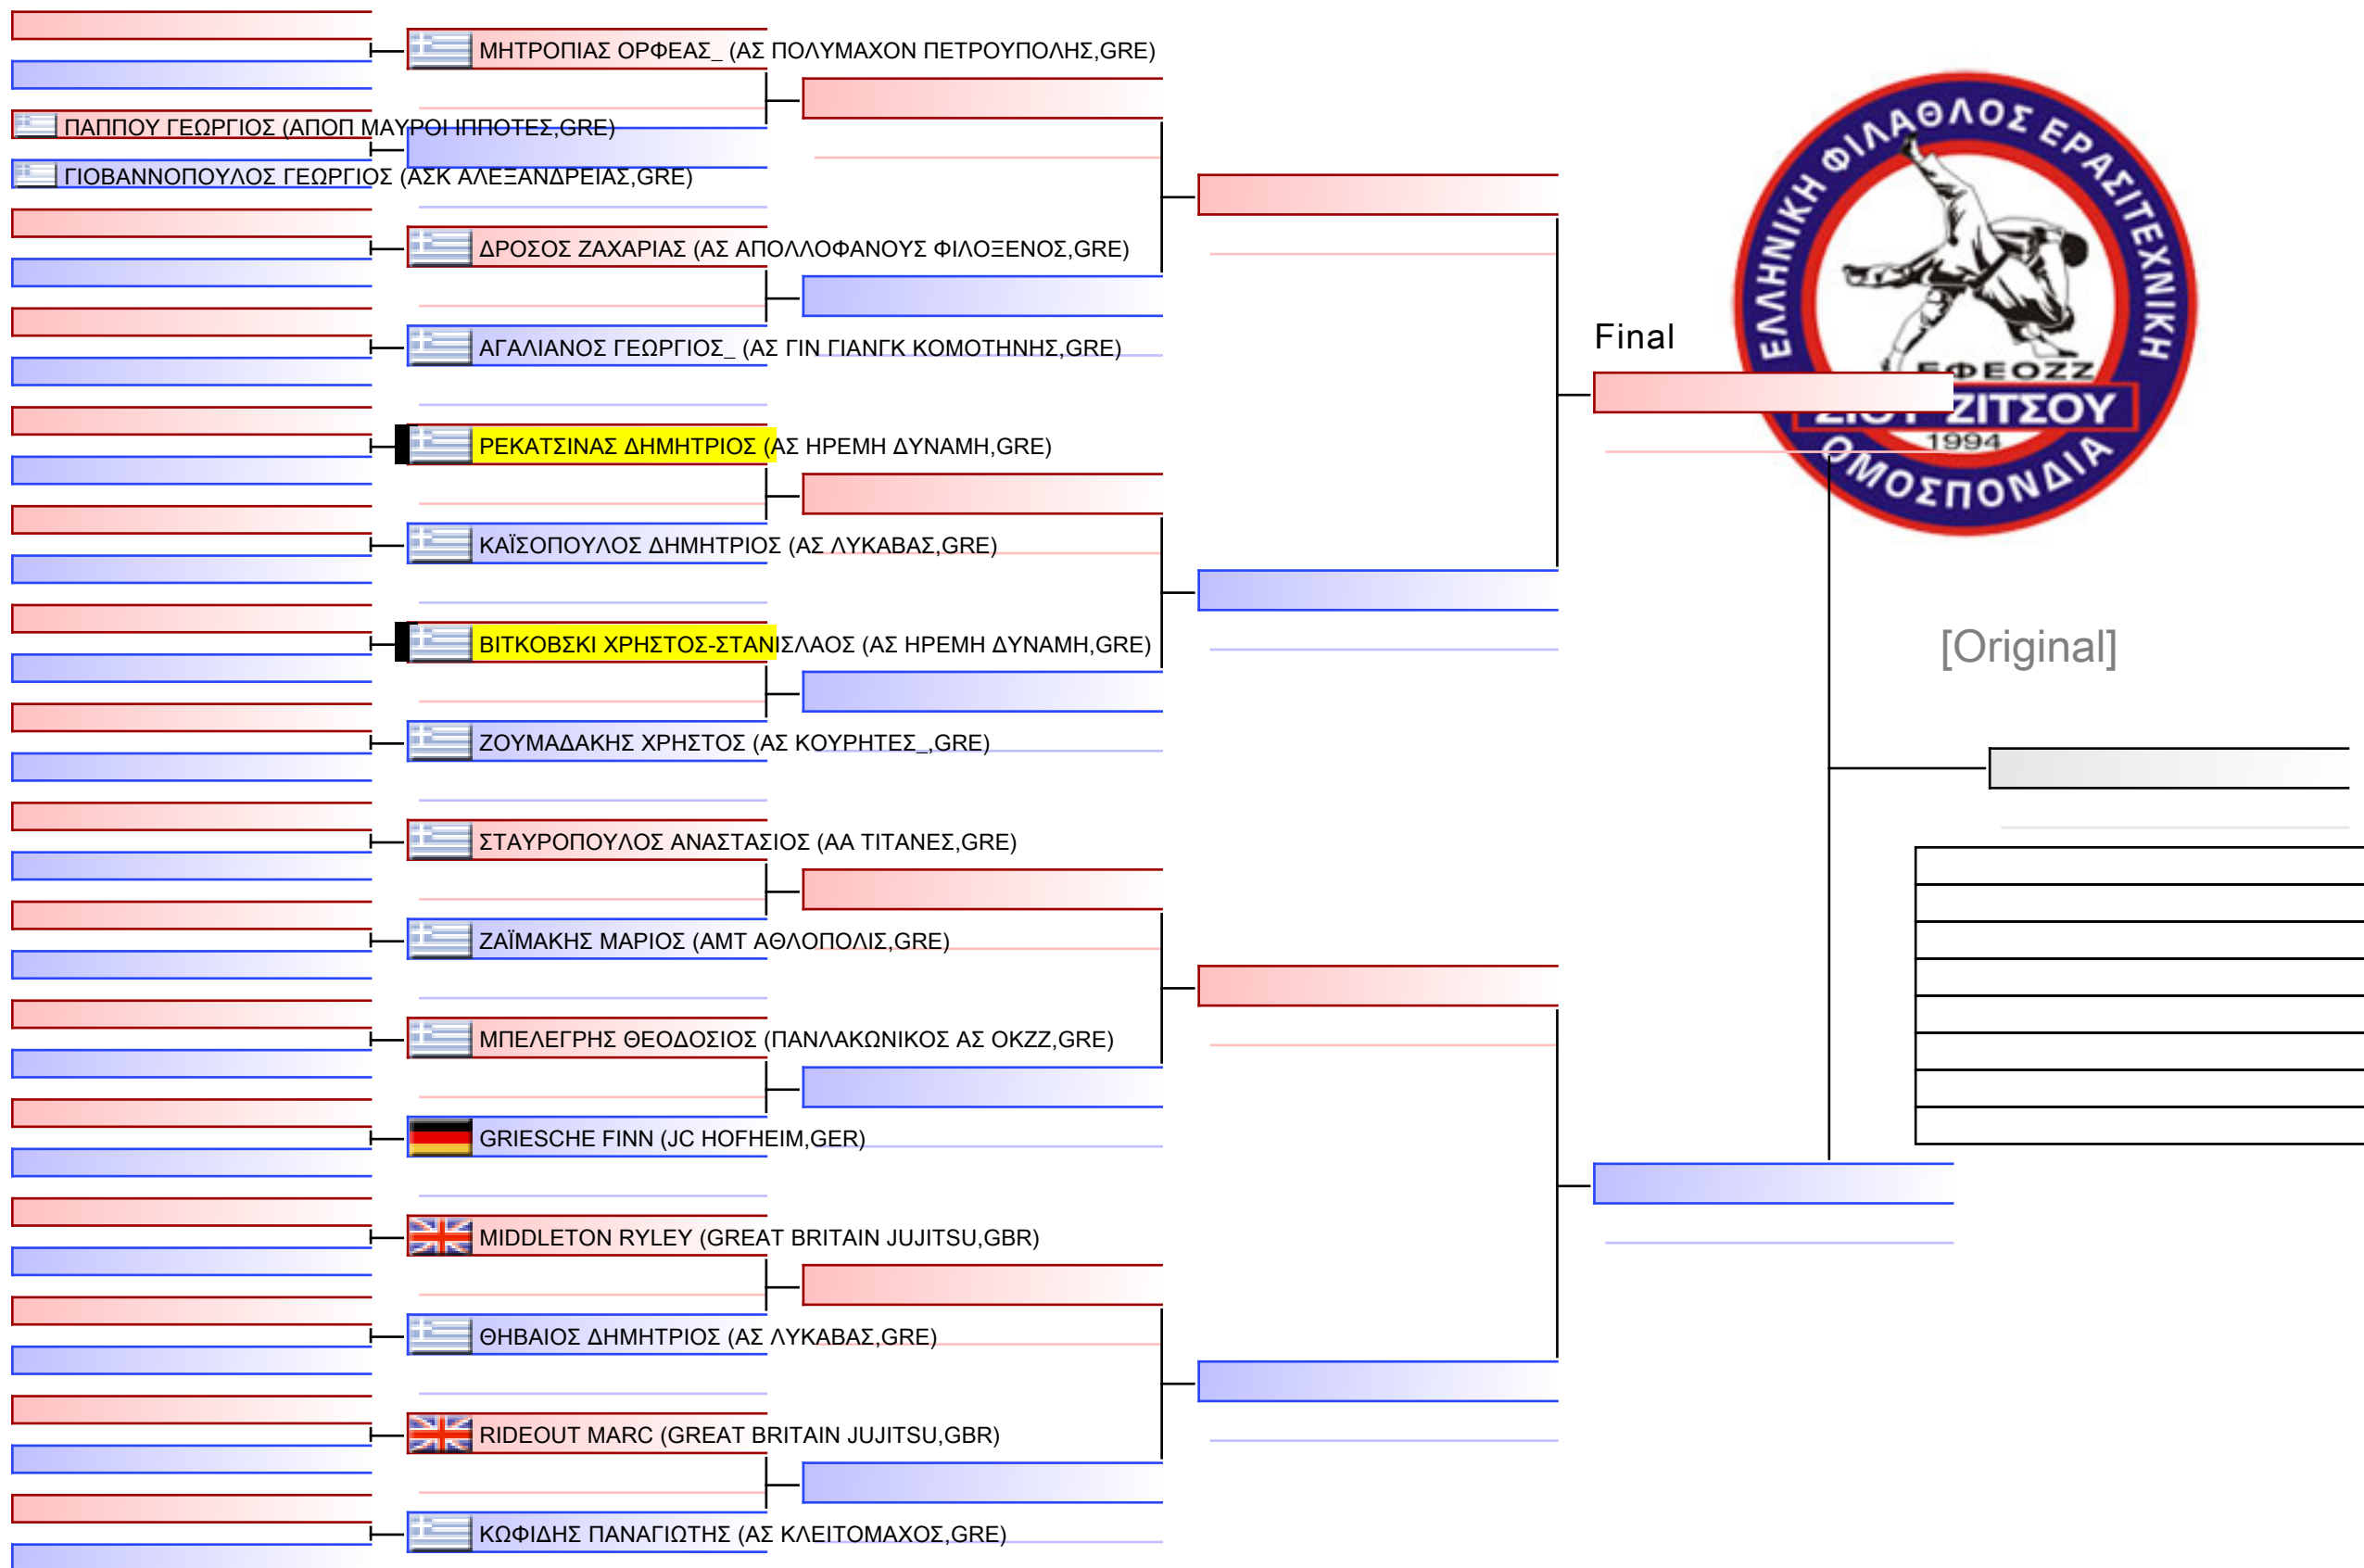 ΜΗΤΡΟΠΙΑΣ ΟΡΦΕΑΣ_ (ΑΣ ΠΟΛΥΜΑΧΟΝ ΠΕΤΡΟΥΠΟΛΗΣ,GRE)
ΠΑΠΠΟΥ ΓΕΩΡΓΙΟΣ (ΑΠΟΠ ΜΑΥΡΟΙ ΙΠΠΟΤΕΣ,GRE)
ΓΙΟΒΑΝΝΟΠΟΥΛΟΣ ΓΕΩΡΓΙΟΣ (ΑΣΚ ΑΛΕΞΑΝΔΡΕΙΑΣ,GRE)
ΔΡΟΣΟΣ ΖΑΧΑΡΙΑΣ (ΑΣ ΑΠΟΛΛΟΦΑΝΟΥΣ ΦΙΛΟΞΕΝΟΣ,GRE)
ΑΓΑΛΙΑΝΟΣ ΓΕΩΡΓΙΟΣ_ (ΑΣ ΓΙΝ ΓΙΑΝΓΚ ΚΟΜΟΤΗΝΗΣ,GRE)
ΡΕΚΑΤΣΙΝΑΣ ΔΗΜΗΤΡΙΟΣ (ΑΣ ΗΡΕΜΗ ΔΥΝΑΜΗ,GRE)
ΚΑΪΣΟΠΟΥΛΟΣ ΔΗΜΗΤΡΙΟΣ (ΑΣ ΛΥΚΑΒΑΣ,GRE)
ΒΙΤΚΟΒΣΚΙ ΧΡΗΣΤΟΣ-ΣΤΑΝΙΣΛΑΟΣ (ΑΣ ΗΡΕΜΗ ΔΥΝΑΜΗ,GRE)
ΖΟΥΜΑΔΑΚΗΣ ΧΡΗΣΤΟΣ (ΑΣ ΚΟΥΡΗΤΕΣ_,GRE)
ΣΤΑΥΡΟΠΟΥΛΟΣ ΑΝΑΣΤΑΣΙΟΣ (ΑΑ ΤΙΤΑΝΕΣ,GRE)
ΖΑΪΜΑΚΗΣ ΜΑΡΙΟΣ (ΑΜΤ ΑΘΛΟΠΟΛΙΣ,GRE)
ΜΠΕΛΕΓΡΗΣ ΘΕΟΔΟΣΙΟΣ (ΠΑΝΛΑΚΩΝΙΚΟΣ ΑΣ ΟΚΖΖ,GRE)
GRIESCHE FINN (JC HOFHEIM,GER)
MIDDLETON RYLEY (GREAT BRITAIN JUJITSU,GBR)
ΘΗΒΑΙΟΣ ΔΗΜΗΤΡΙΟΣ (ΑΣ ΛΥΚΑΒΑΣ,GRE)
RIDEOUT MARC (GREAT BRITAIN JUJITSU,GBR)
ΚΩΦΙΔΗΣ ΠΑΝΑΓΙΩΤΗΣ (ΑΣ ΚΛΕΙΤΟΜΑΧΟΣ,GRE)
Final
ΕΛΛΗΝΙΚΗ ΦΙΛΑΘΛΟΣ ΕΡΑΣΙΤΕΧΝΙΚΗ
ΕΦΕΟΖΖ
ΖΙΟΥ ΖΙΤΣΟΥ
1994
ΟΜΟΣΠΟΝΔΙΑ
[Original]